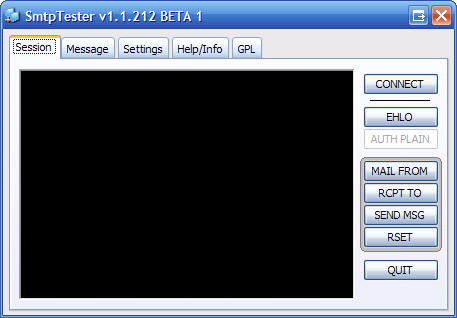 SmtpTester v1.1.212 BETA 1
Session Message Settings Help/Info GPL
CONNECT
EHLO
AUTH PLAIN
MAIL FROM
RCPT TO
SEND MSG
RSET
QUIT